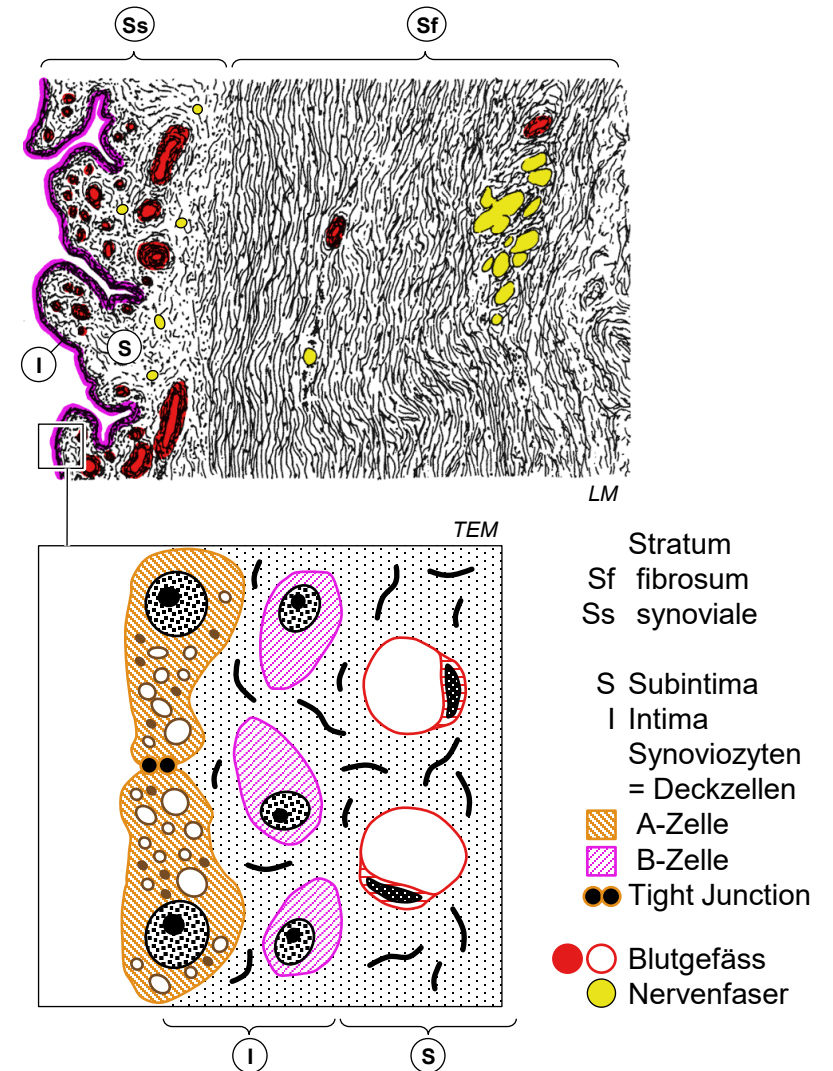 Ss
Sf
S
I
LM
TEM
Stratum
Sf fibrosum
Ss synoviale
S Subintima
I Intima
Synoviozyten
= Deckzellen
A-Zelle
B-Zelle
Tight Junction
Blutgefäss
Nervenfaser
I
S